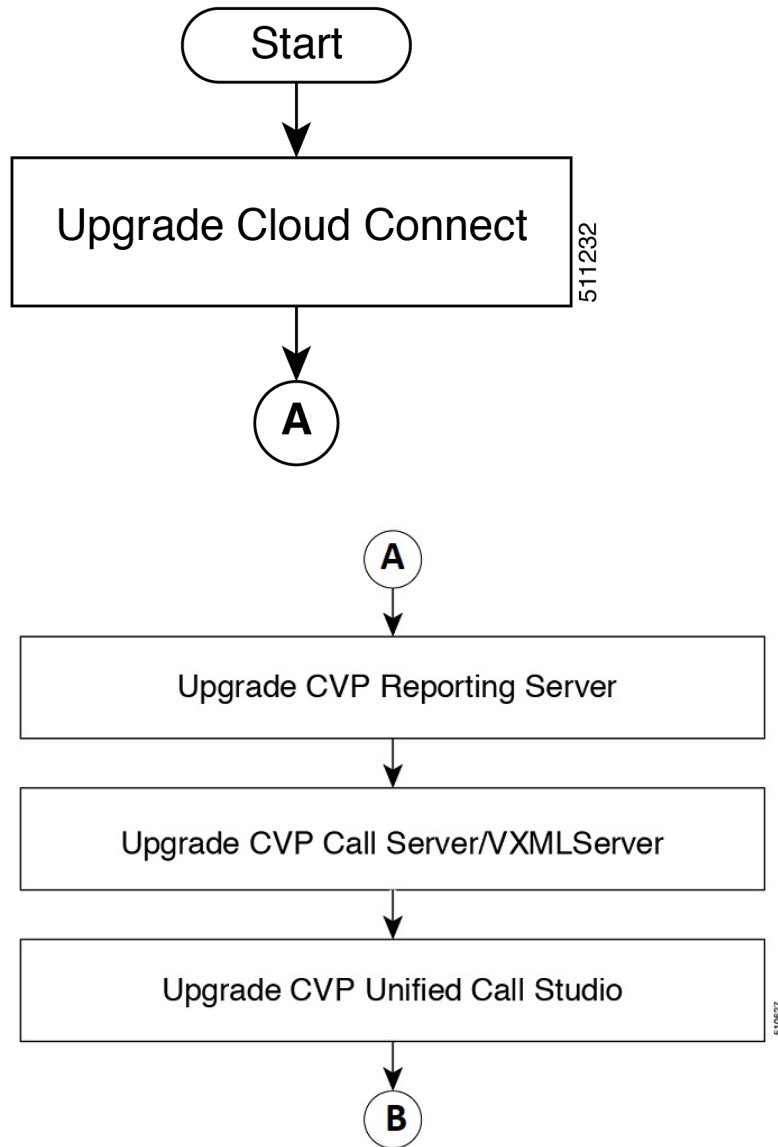 Start
Upgrade Cloud Connect
511232
A
A
Upgrade CVP Reporting Server
Upgrade CVP Call Server/VXMLServer
Upgrade CVP Unified Call Studio
B